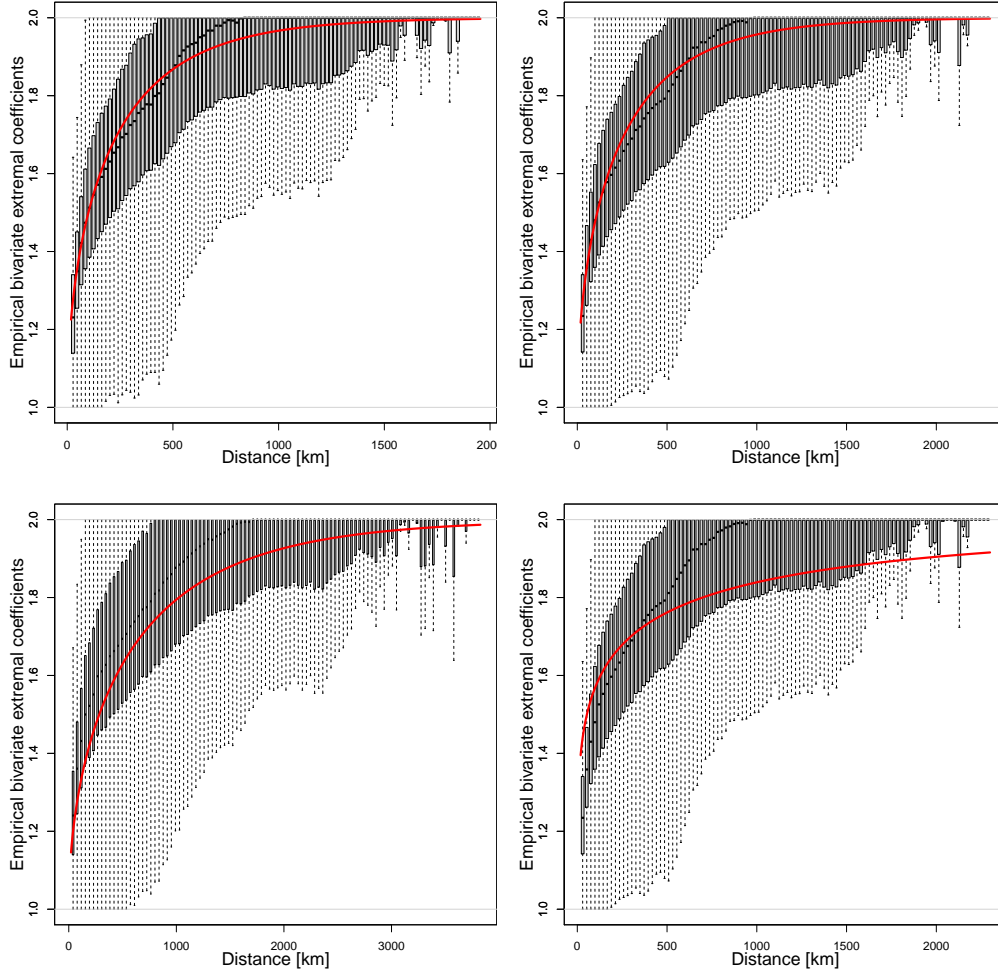 Empirical bivariate extremal coefficients
1.0 1.2 1.4 1.6 1.8 2.0
0 500 1000 1500 200
Distance [km]
Empirical bivariate extremal coefficients
1.0 1.2 1.4 1.6 1.8 2.0
0 500 1000 1500 2000
Distance [km]
Empirical bivariate extremal coefficients
1.0 1.2 1.4 1.6 1.8 2.0
0 1000 2000 3000
Distance [km]
Empirical bivariate extremal coefficients
1.0 1.2 1.4 1.6 1.8 2.0
0 500 1000 1500 2000
Distance [km]